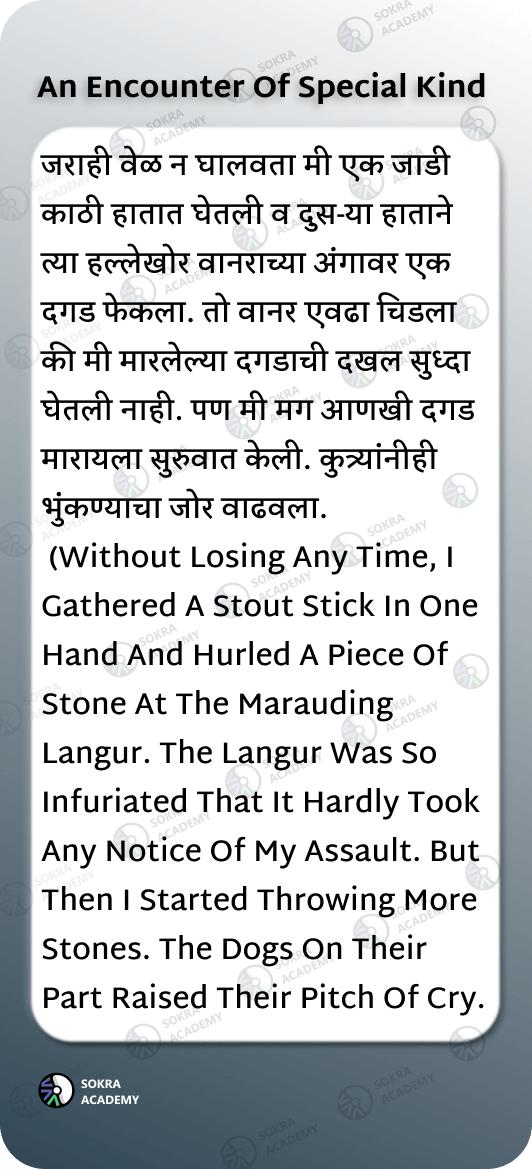 An Encounter Of Special Kind
जराही वेळ न घालवता मी एक जाडी
काठी हातात घेतली व दुस-या हाताने
त्या हल्लेखोर वानराच्या अंगावर एक
दगड फेकला. तो वानर एवढा चिडला
की मी मारलेल्या दगडाची दखल सुध्दा
घेतली नाही. पण मी मग आणखी दगड
मारायला सुरुवात केली. कुत्र्यांनीही
भुंकण्याचा जोर वाढवला.
(Without Losing Any Time, I
Gathered A Stout Stick In One
Hand And Hurled A Piece Of
Stone At The Marauding
Langur. The Langur Was So
Infuriated That It Hardly Took
Any Notice Of My Assault. But
Then I Started Throwing More
Stones. The Dogs On Their
Part Raised Their Pitch Of Cry.
SOKRA
ACADEMY